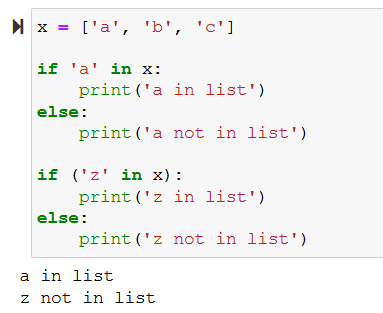 x = ['a', 'b', 'c']
if 'a' in x:
    print('a in list')
else:
    print('a not in list')
if ('z' in x):
    print('z in list')
else:
    print('z not in list')
a in list
z not in list